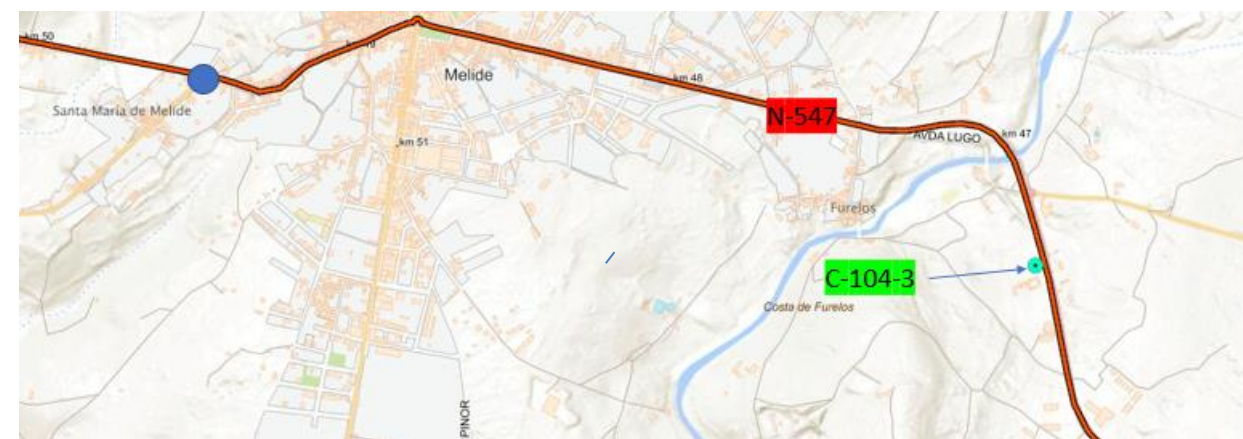 km 50
Melide
km 48
Santa María de Melide
N-547
AVDA LUGO
km 47
km 51
Furelos
C-104-3
Costa de Furelos
PINOR